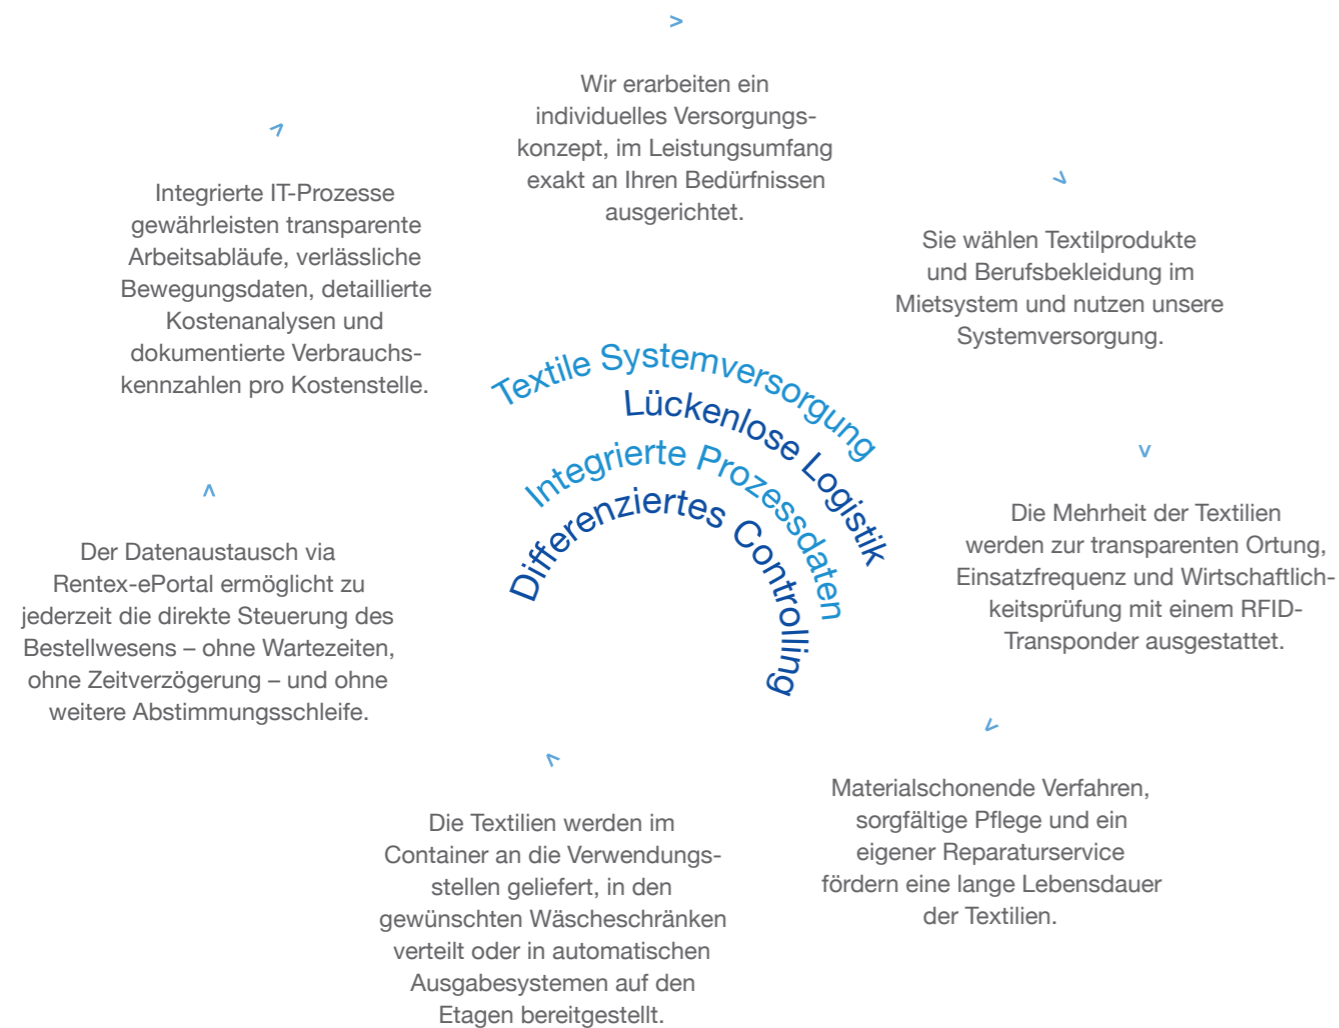 >
Wir erarbeiten ein
individuelles Versorgungs-
konzept, im Leistungsumfang
exakt an Ihren Bedürfnissen
ausgerichtet.
>
Sie wählen Textilprodukte
und Berufsbekleidung im
Mietsystem und nutzen unsere
Systemversorgung.
>
Die Mehrheit der Textilien
werden zur transparenten Ortung,
Einsatzfrequenz und Wirtschaftlich-
keitsprüfung mit einem RFID-
Transponder ausgestattet.
>
Materialschonende Verfahren,
sorgfältige Pflege und ein
eigener Reparaturservice
fördern eine lange Lebensdauer
der Textilien.
>
Die Textilien werden im
Container an die Verwendungs-
stellen geliefert, in den
gewünschten Wäscheschränken
verteilt oder in automatischen
Ausgabesystemen auf den
Etagen bereitgestellt.
>
Der Datenaustausch via
Rentex-ePortal ermöglicht zu
jederzeit die direkte Steuerung des
Bestellwesens – ohne Wartezeiten,
ohne Zeitverzögerung – und ohne
weitere Abstimmungsschleife.
>
Integrierte IT-Prozesse
gewährleisten transparente
Arbeitsabläufe, verlässliche
Bewegungsdaten, detaillierte
Kostenanalysen und
dokumentierte Verbrauchs-
kennzahlen pro Kostenstelle.
Textile Systemversorgung
Lückenlose Logistik
Integrierte Prozessdaten
Differenziertes Controlling